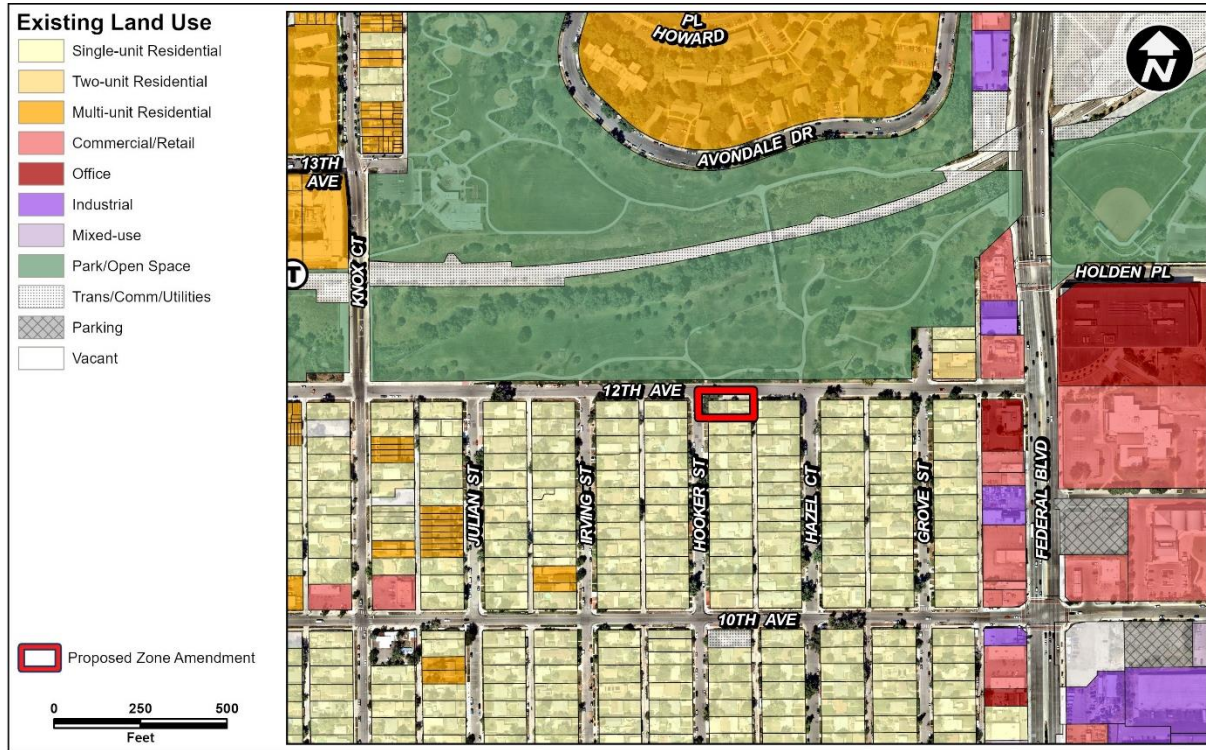 Existing Land Use
Single-unit Residential
Two-unit Residential
Multi-unit Residential
Commercial/Retail
Office
Industrial
Mixed-use
Park/Open Space
Trans/Comm/Utilities
Parking
Vacant
Proposed Zone Amendment
0 250 500
Feet
PL
HOWARD
N
AVONDALE DR
13TH
AVE
KNOX CT
T
HOLDEN PL
12TH AVE
JULIAN ST
IRVING ST
HOOKER ST
HAZEL CT
GROVE ST
FEDERAL BLVD
10TH AVE